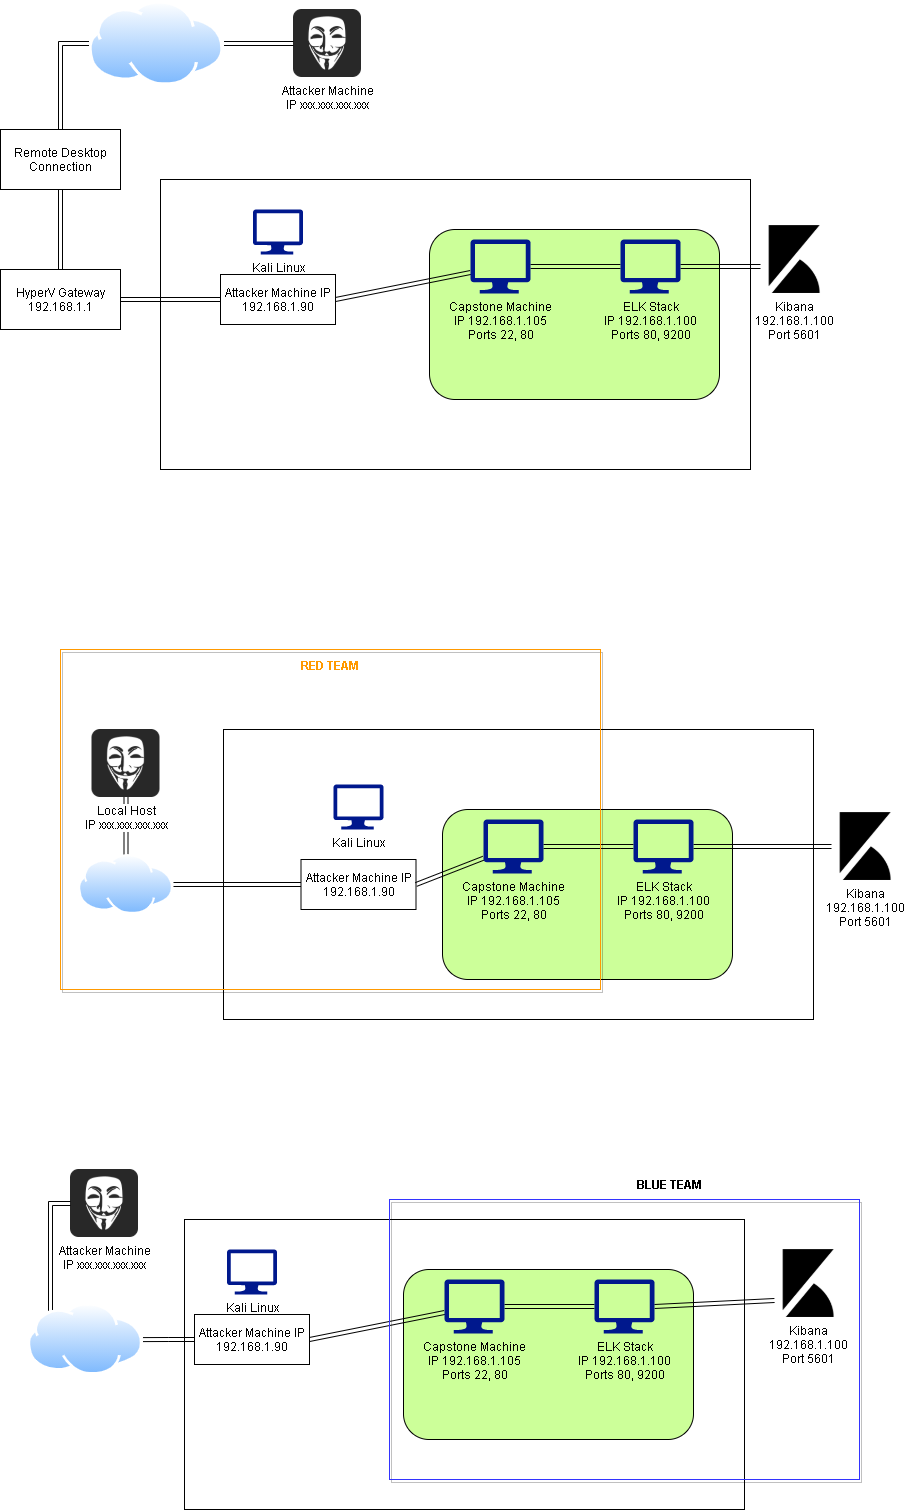 Attacker Machine
IP xxx.xxx.xxx.xxx
Remote Desktop
Connection
HyperV Gateway
192.168.1.1
Kali Linux
Attacker Machine IP
192.168.1.90
Capstone Machine
IP 192.168.1.105
Ports 22, 80
ELK Stack
IP 192.168.1.100
Ports 80, 9200
Kibana
192.168.1.100
Port 5601
RED TEAM
Local Host
IP xxx.xxx.xxx.xxx
Kali Linux
Attacker Machine IP
192.168.1.90
Capstone Machine
IP 192.168.1.105
Ports 22, 80
ELK Stack
IP 192.168.1.100
Ports 80, 9200
Kibana
192.168.1.100
Port 5601
BLUE TEAM
Attacker Machine
IP xxx.xxx.xxx.xxx
Kali Linux
Attacker Machine IP
192.168.1.90
Capstone Machine
IP 192.168.1.105
Ports 22, 80
ELK Stack
IP 192.168.1.100
Ports 80, 9200
Kibana
192.168.1.100
Port 5601